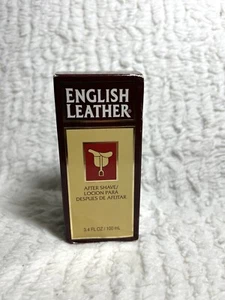 ENGLISH
LEATHER®
AFTER SHAVE/
LOCION PARA
DESPUES DE AFEITAR
3.4 FL OZ / 100 mL